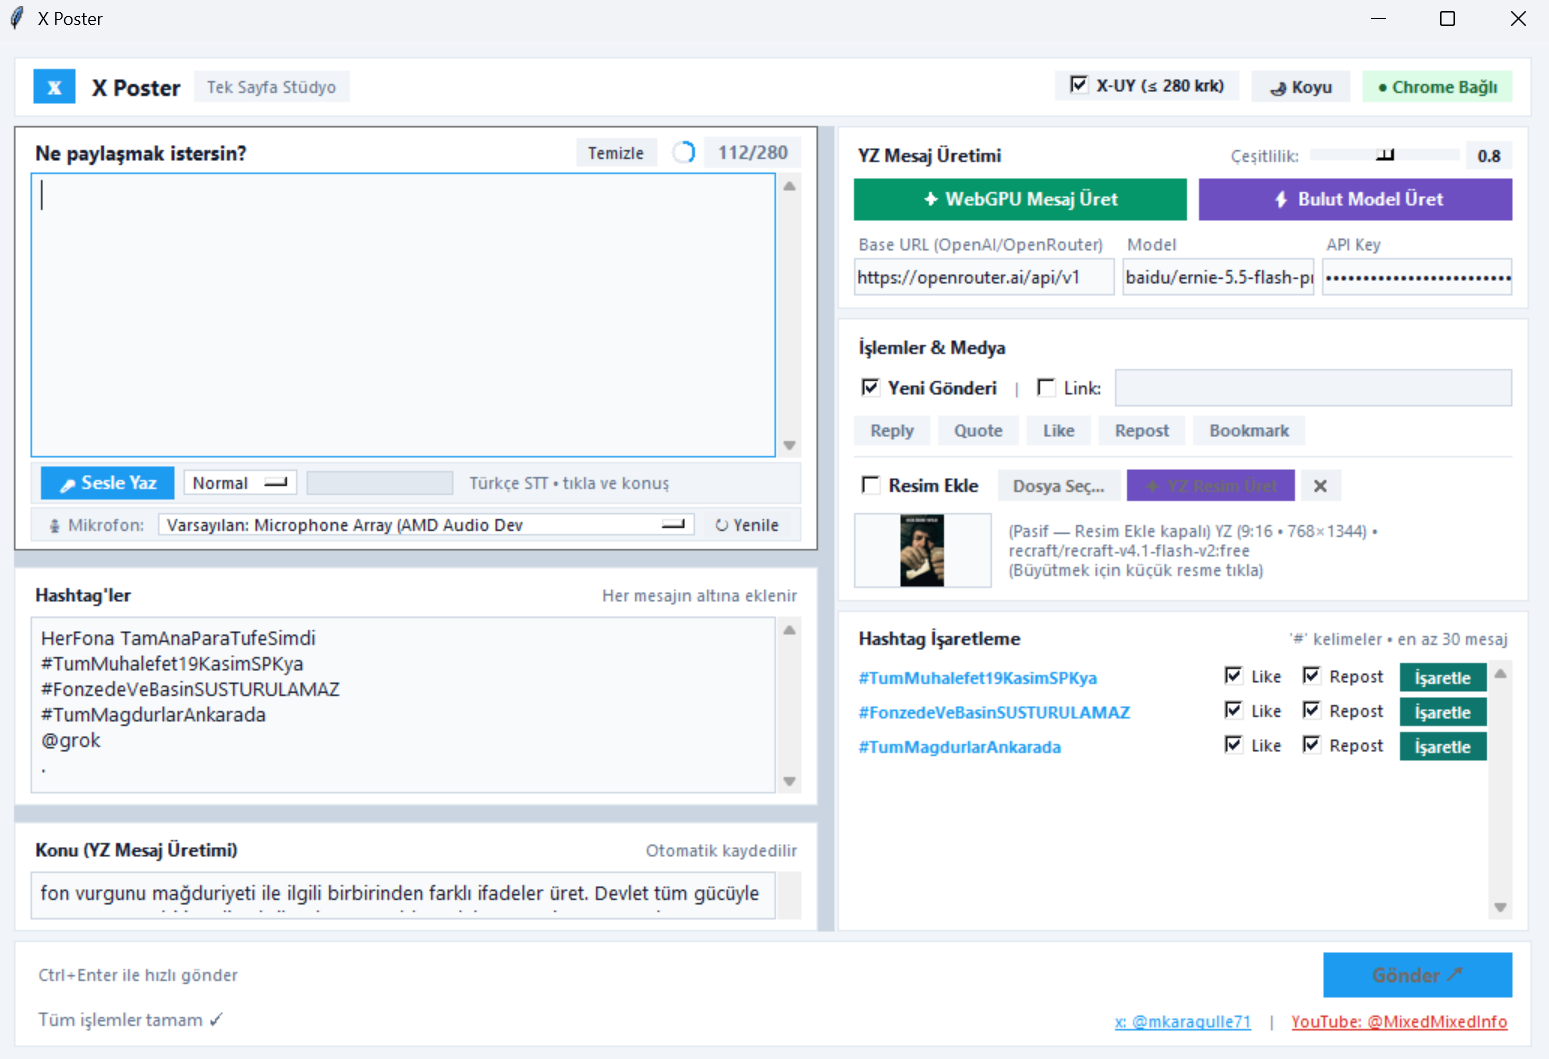 X Poster
X
X Poster
Tek Sayfa Stüdyo
X-UY (≤ 280 krk)
Koyu
● Chrome Bağlı
Ne paylaşmak istersin?
Temizle
112/280
Sesle Yaz
Normal
Türkçe STT • tıkla ve konuş
Mikrofon:
Varsayılan: Microphone Array (AMD Audio Dev
↻ Yenile
Hashtag'ler
Her mesajın altına eklenir
HerFona TamAnaParaTufeSimdi
#TumMuhalefet19KasimSPKya
#FonzedeVeBasinSUSTURULAMAZ
#TumMagdurlarAnkarada
@grok
.
Konu (YZ Mesaj Üretimi)
Otomatik kaydedilir
fon vurgunu mağduriyeti ile ilgili birbirinden farklı ifadeler üret. Devlet tüm gücüyle
YZ Mesaj Üretimi
Çeşitlilik:
0.8
✦ WebGPU Mesaj Üret
Bulut Model Üret
Base URL (OpenAI/OpenRouter)
Model
API Key
https://openrouter.ai/api/v1
baidu/ernie-5.5-flash-pr
••••••••••••••••••••••••••
İşlemler & Medya
Yeni Gönderi
|
Link:
Reply
Quote
Like
Repost
Bookmark
Resim Ekle
Dosya Seç...
✦ YZ Resim Üret
✕
(Pasif — Resim Ekle kapalı) YZ (9:16 • 768×1344) •
recraft/recraft-v4.1-flash-v2:free
(Büyütmek için küçük resme tıkla)
Hashtag İşaretleme
'#' kelimeler • en az 30 mesaj
#TumMuhalefet19KasimSPKya
Like
Repost
İşaretle
#FonzedeVeBasinSUSTURULAMAZ
Like
Repost
İşaretle
#TumMagdurlarAnkarada
Like
Repost
İşaretle
Ctrl+Enter ile hızlı gönder
Gönder ↗
Tüm işlemler tamam ✓
x: @mkaragulle71
|
YouTube: @MixedMixedInfo